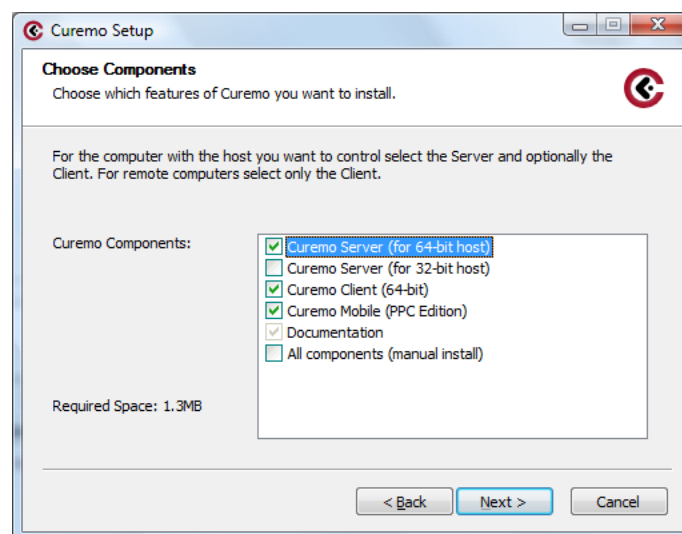 Curemo Setup
Choose Components
Choose which features of Curemo you want to install.
For the computer with the host you want to control select the Server and optionally the
Client. For remote computers select only the Client.
Curemo Components:
Curemo Server (for 64-bit host)
Curemo Server (for 32-bit host)
Curemo Client (64-bit)
Curemo Mobile (PPC Edition)
Documentation
All components (manual install)
Required Space: 1.3MB
< Back
Next >
Cancel